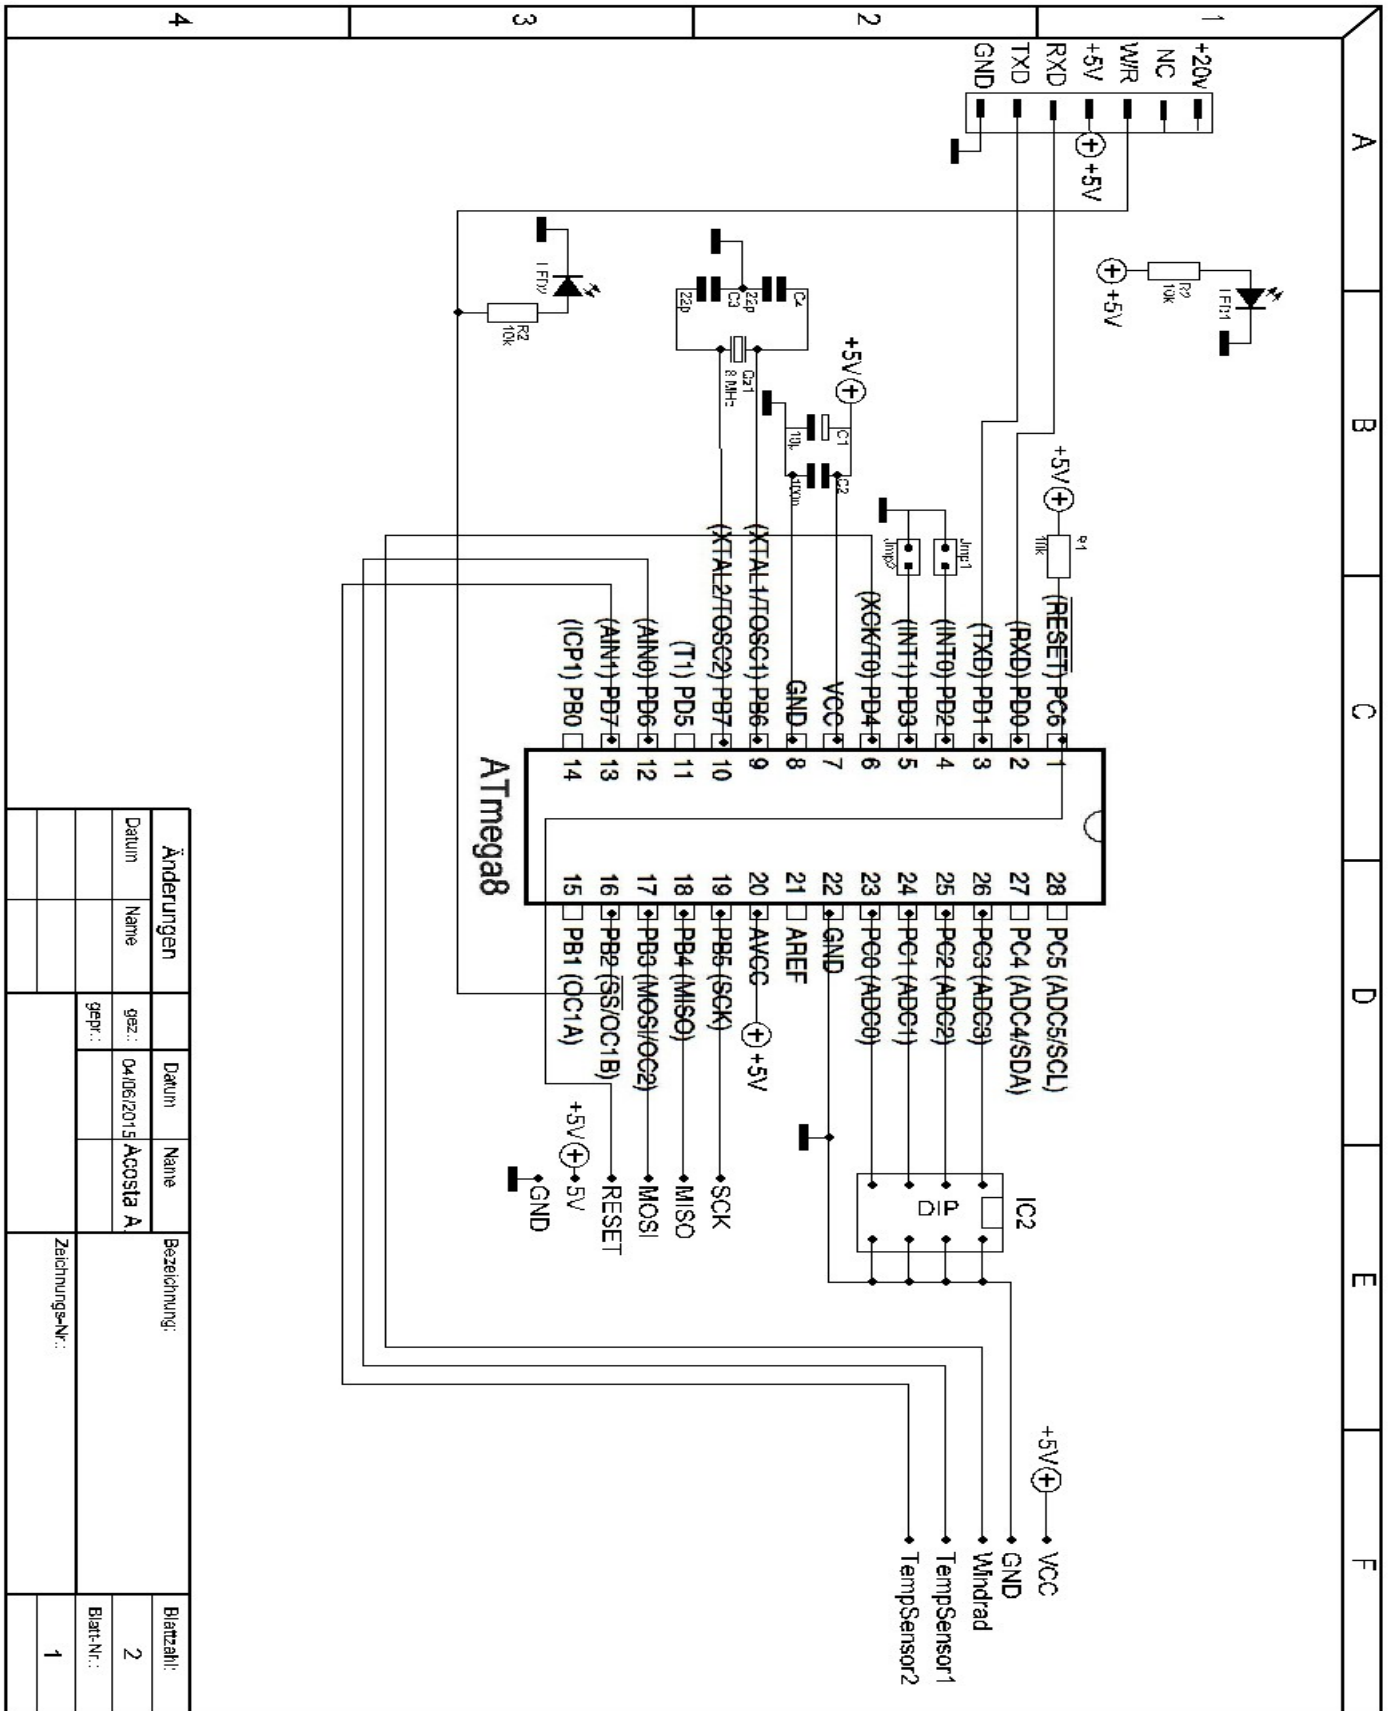 1
2
3
4
A
B
C
D
E
F
+20v
NC
W/R
+5V
RXD
TXD
GND
+5V
+5V
R2
10k
LED1
LED2
R2
10k
C4
22p
C3
22p
Qz1
8 MHz
+5V
C1
10µ
C2
100n
+5V
R1
10k
Jmp1
Jmp2
(RESET) PC6
(RXD) PD0
(TXD) PD1
(INT0) PD2
(INT1) PD3
(XCK/T0) PD4
VCC
GND
(XTAL1/TOSC1) PB6
(XTAL2/TOSC2) PB7
(T1) PD5
(AIN0) PD6
(AIN1) PD7
(ICP1) PB0
1
2
3
4
5
6
7
8
9
10
11
12
13
14
ATmega8
28 PC5 (ADC5/SCL)
27 PC4 (ADC4/SDA)
26 PC3 (ADC3)
25 PC2 (ADC2)
24 PC1 (ADC1)
23 PC0 (ADC0)
22 GND
21 AREF
20 AVCC
19 PB5 (SCK)
18 PB4 (MISO)
17 PB3 (MOSI/OC2)
16 PB2 (SS/OC1B)
15 PB1 (OC1A)
+5V
IC2
DIP
SCK
MISO
MOSI
RESET
+5V
5V
GND
+5V
VCC
GND
Windrad
TempSensor1
TempSensor2
Änderungen
Datum
Name
Datum
Name
gez.:
04/06/2015
Acosta A.
gepr.:
Bezeichnung:
Zeichnungs-Nr.:
Blattzahl:
2
Blatt-Nr.:
1